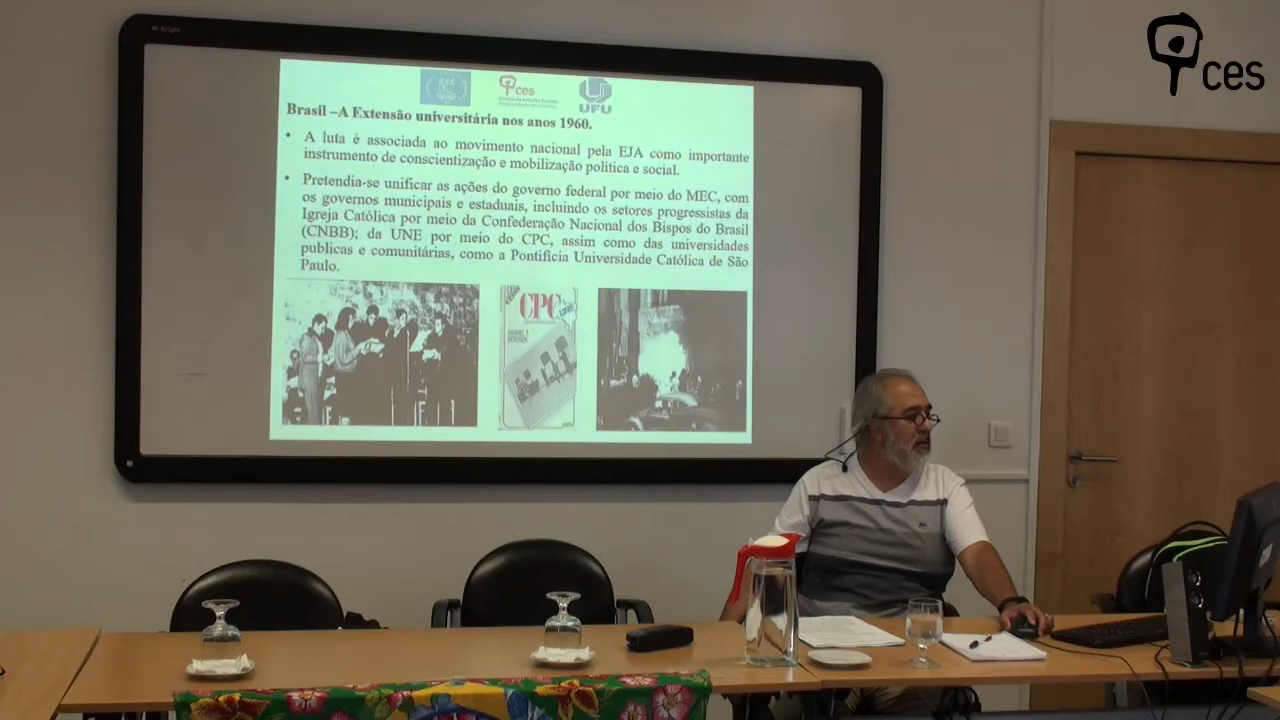 ces
ces
UFU
Brasil –A Extensão universitária nos anos 1960.
• A luta é associada ao movimento nacional pela EJA como importante
instrumento de conscientização e mobilização política e social.
• Pretendia-se unificar as ações do governo federal por meio do MEC, com
os governos municipais e estaduais, incluindo os setores progressistas da
Igreja Católica por meio da Confederação Nacional dos Bispos do Brasil
(CNBB); da UNE por meio do CPC, assim como das universidades
publicas e comunitárias, como a Pontifícia Universidade Católica de São
Paulo.
CPC
UNE